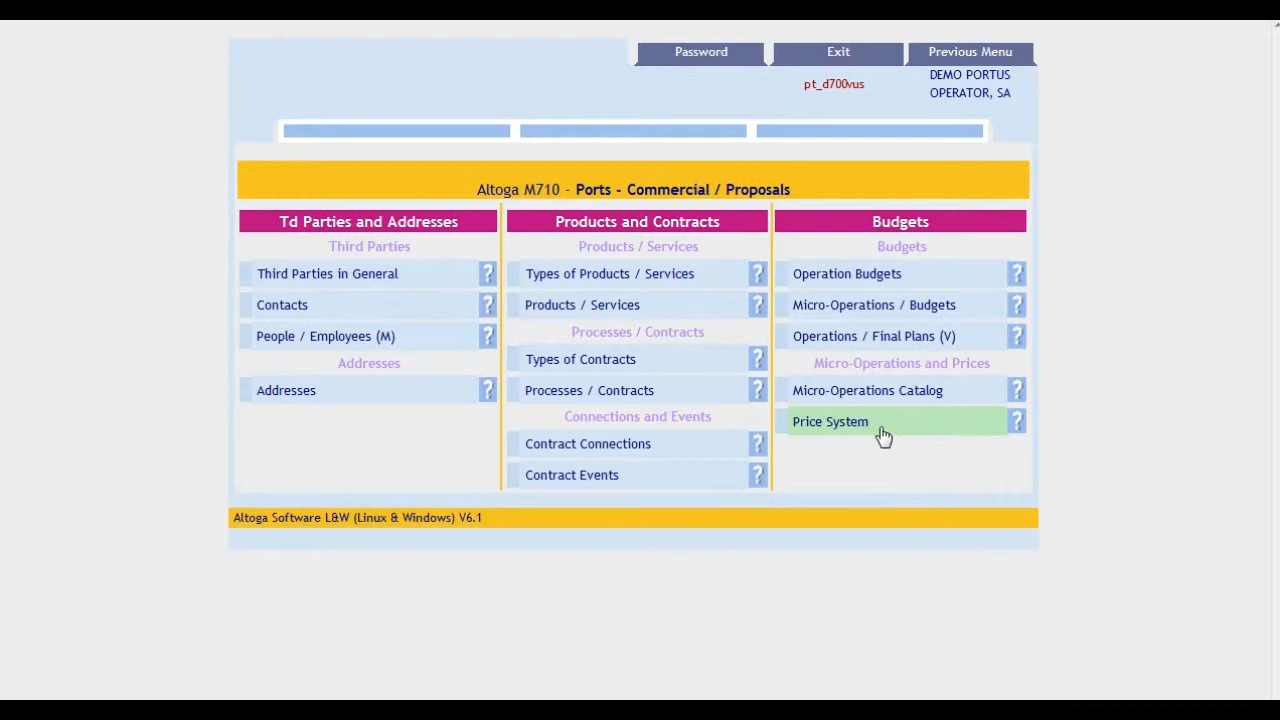 Password
Exit
Previous Menu
pt_d700vus
DEMO PORTUS
OPERATOR, SA
Altoga M710 - Ports - Commercial / Proposals
Td Parties and Addresses
Third Parties
Third Parties in General ?
Contacts ?
People / Employees (M) ?
Addresses
Addresses ?
Products and Contracts
Products / Services
Types of Products / Services ?
Products / Services ?
Processes / Contracts
Types of Contracts ?
Processes / Contracts ?
Connections and Events
Contract Connections ?
Contract Events ?
Budgets
Budgets
Operation Budgets ?
Micro-Operations / Budgets ?
Operations / Final Plans (V) ?
Micro-Operations and Prices
Micro-Operations Catalog ?
Price System ?
Altoga Software L&W (Linux & Windows) V6.1